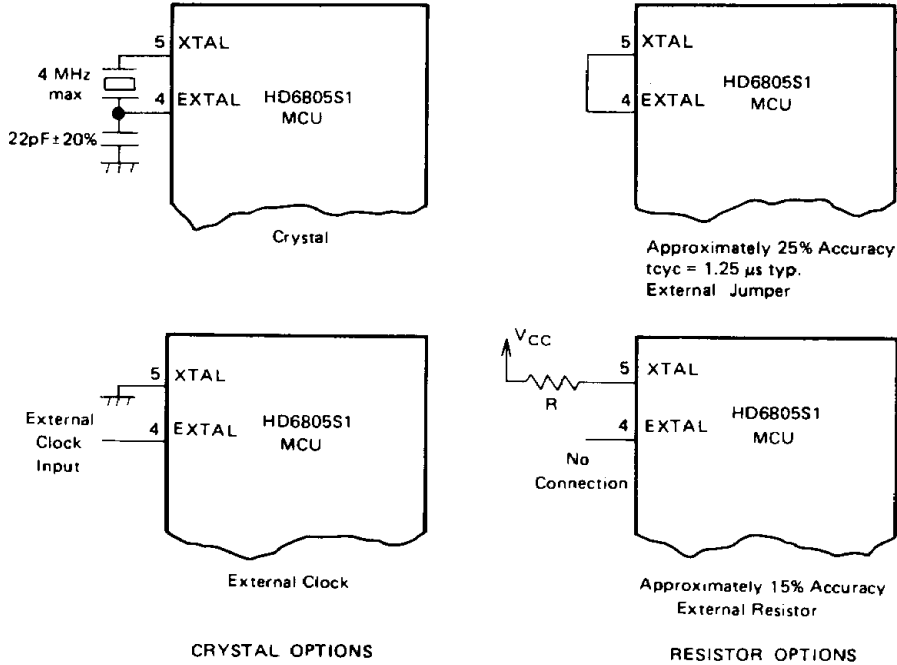 5 XTAL
4 MHz
max
4 EXTAL
HD6805S1
MCU
22pF±20%
Crystal
5
XTAL
4 EXTAL
HD6805S1
MCU
Approximately 25% Accuracy
tcyc = 1.25 μs typ.
External Jumper
5 XTAL
External
Clock
Input
4 EXTAL
HD6805S1
MCU
External Clock
VCC
R
5 XTAL
4 EXTAL
HD6805S1
MCU
No
Connection
Approximately 15% Accuracy
External Resistor
CRYSTAL OPTIONS
RESISTOR OPTIONS